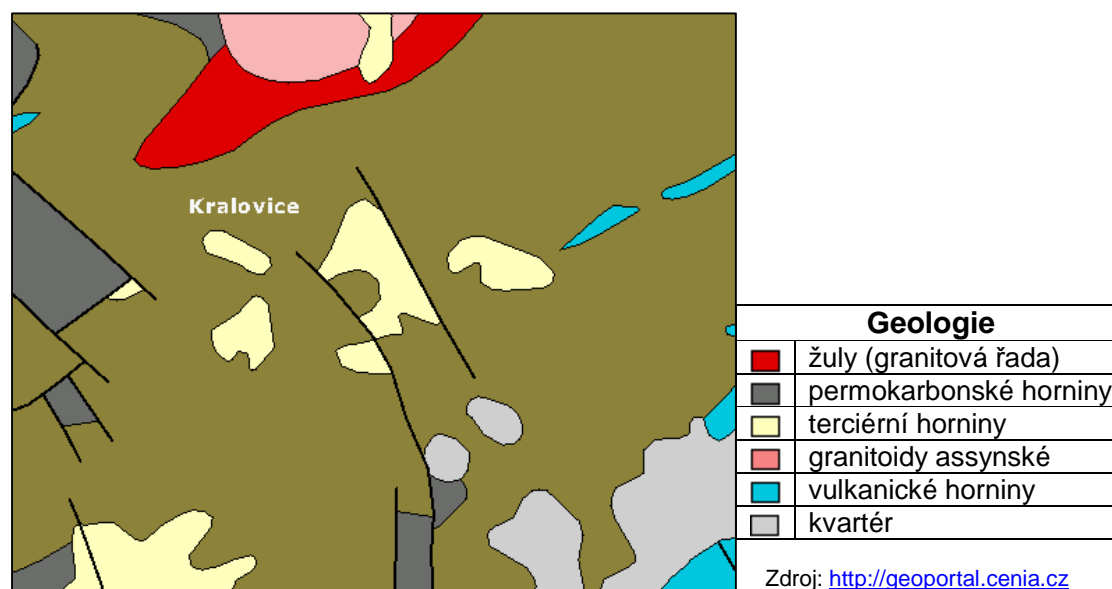 Kralovice
Geologie
žuly (granitová řada)
permokarbonské horniny
terciérní horniny
granitoidy assynské
vulkanické horniny
kvartér
Zdroj: http://geoportal.cenia.cz